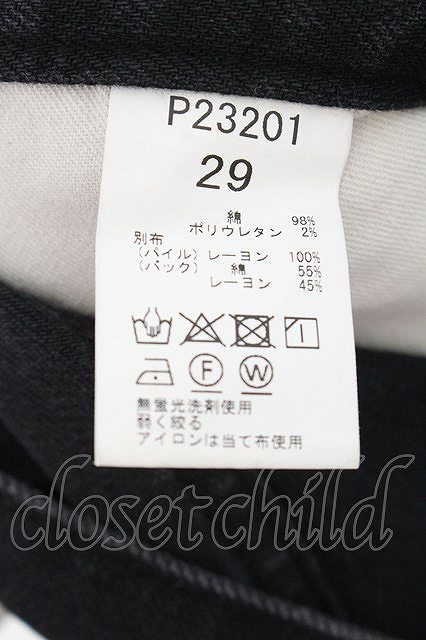 P23201
29
綿 98%
ポリウレタン 2%
別布
(パイル) レーヨン 100%
(バック) 綿 55%
レーヨン 45%
F W
無蛍光洗剤使用
弱く絞る
アイロンは当て布使用
closetchild